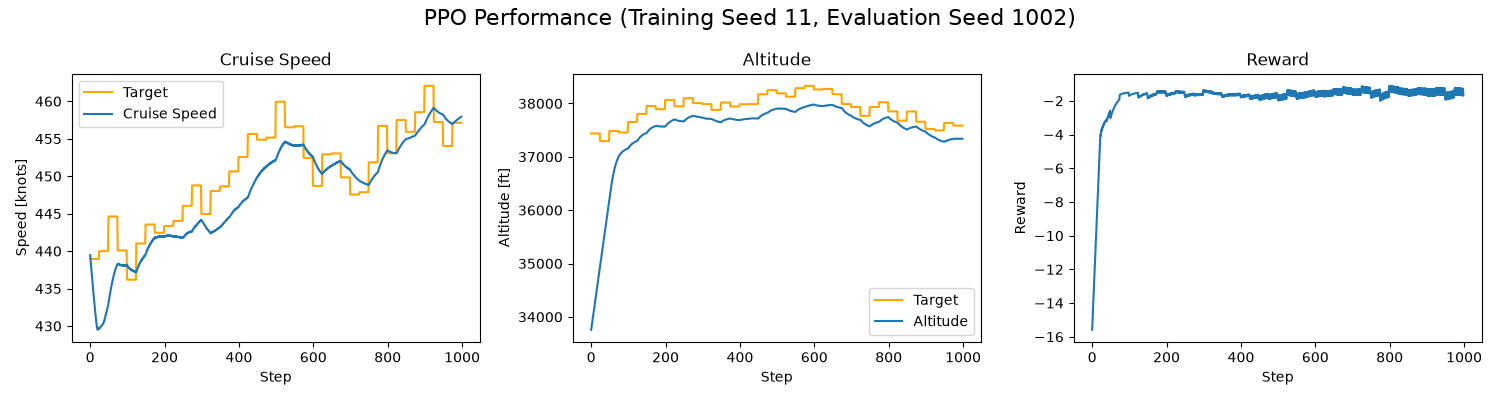 PPO Performance (Training Seed 11, Evaluation Seed 1002)
Cruise Speed
Target
Cruise Speed
460
455
450
445
440
435
430
Speed [knots]
0 200 400 600 800 1000
Step
Altitude
38000
37000
36000
35000
34000
Altitude [ft]
Target
Altitude
0 200 400 600 800 1000
Step
Reward
−2
−4
−6
−8
−10
−12
−14
−16
Reward
0 200 400 600 800 1000
Step